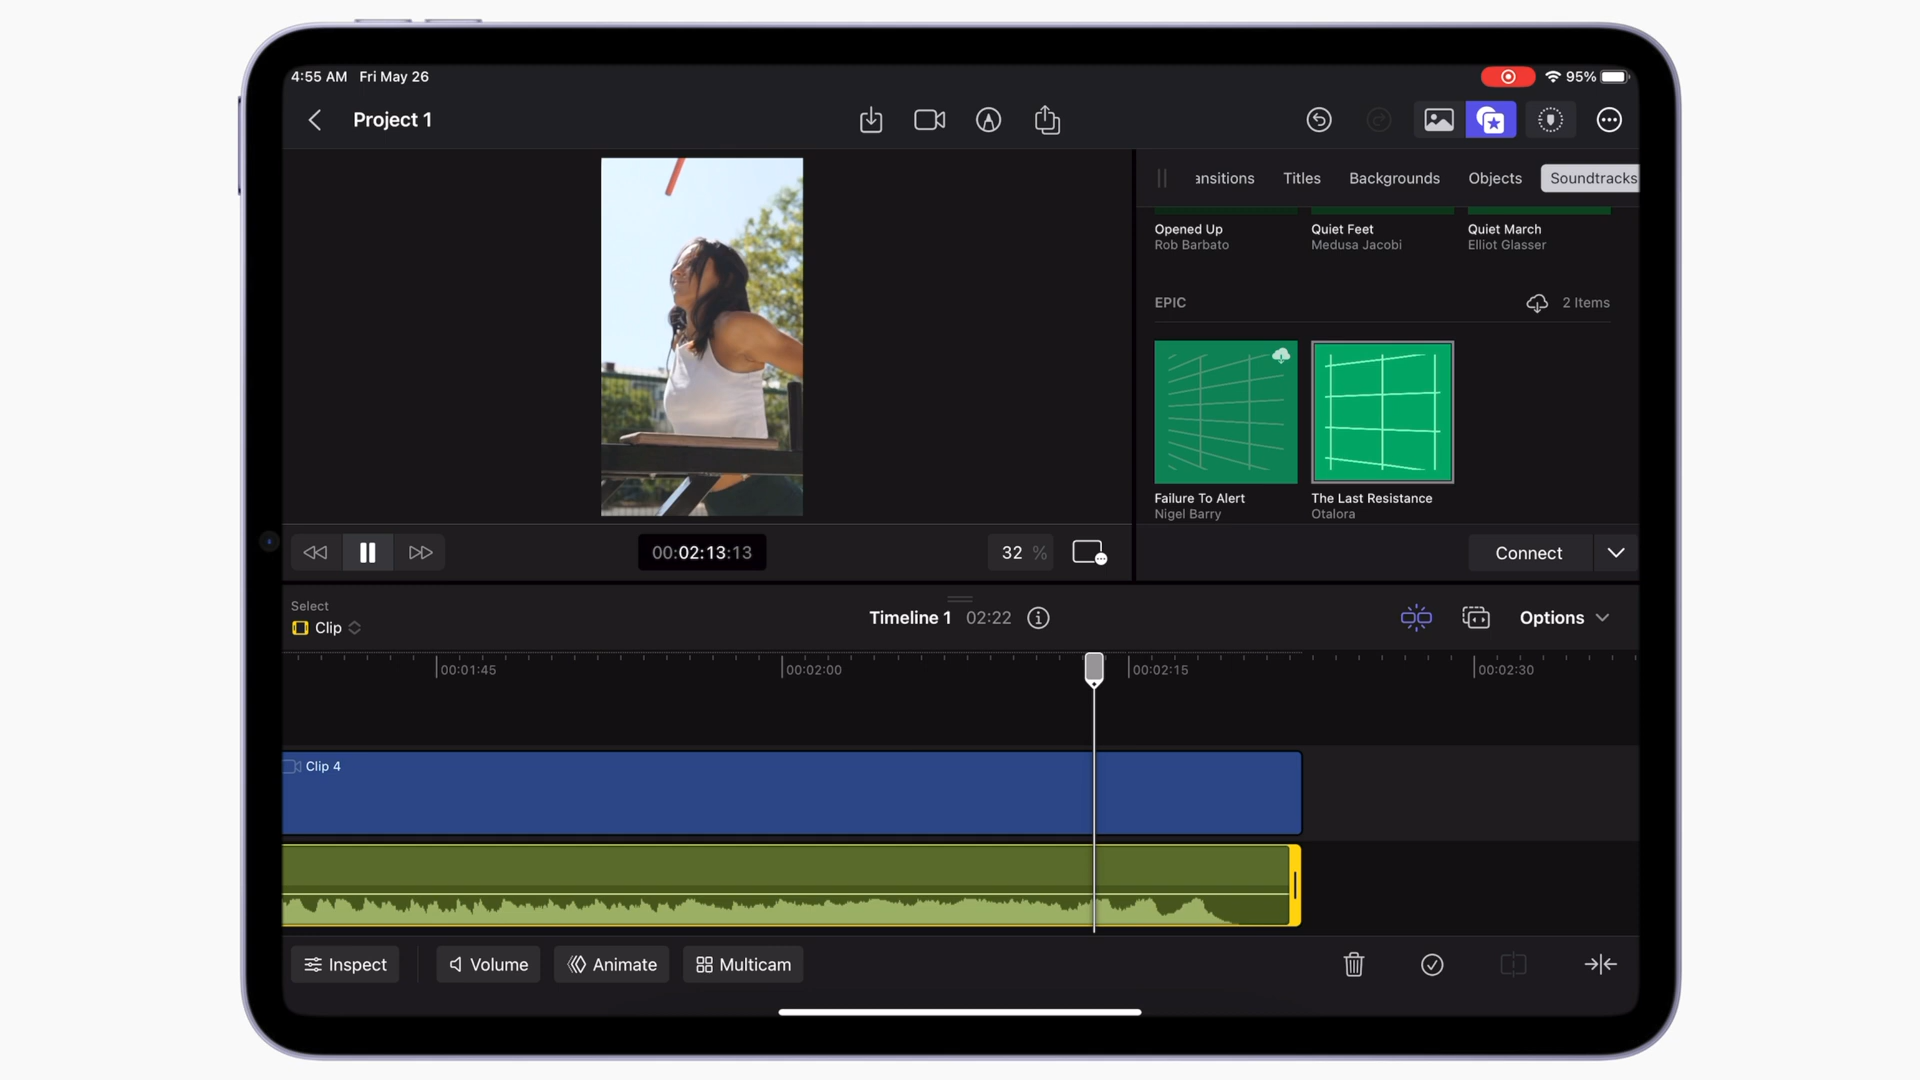 4:55 AM Fri May 26
95%
Project 1
ansitions
Titles
Backgrounds
Objects
Soundtracks
Opened Up
Rob Barbato
Quiet Feet
Medusa Jacobi
Quiet March
Elliot Glasser
EPIC
2 Items
Failure To Alert
Nigel Barry
The Last Resistance
Otalora
00:02:13:13
32 %
Connect
Select
Clip
Timeline 1 02:22
Options
00:01:45
00:02:00
00:02:15
00:02:30
Clip 4
Inspect
Volume
Animate
Multicam